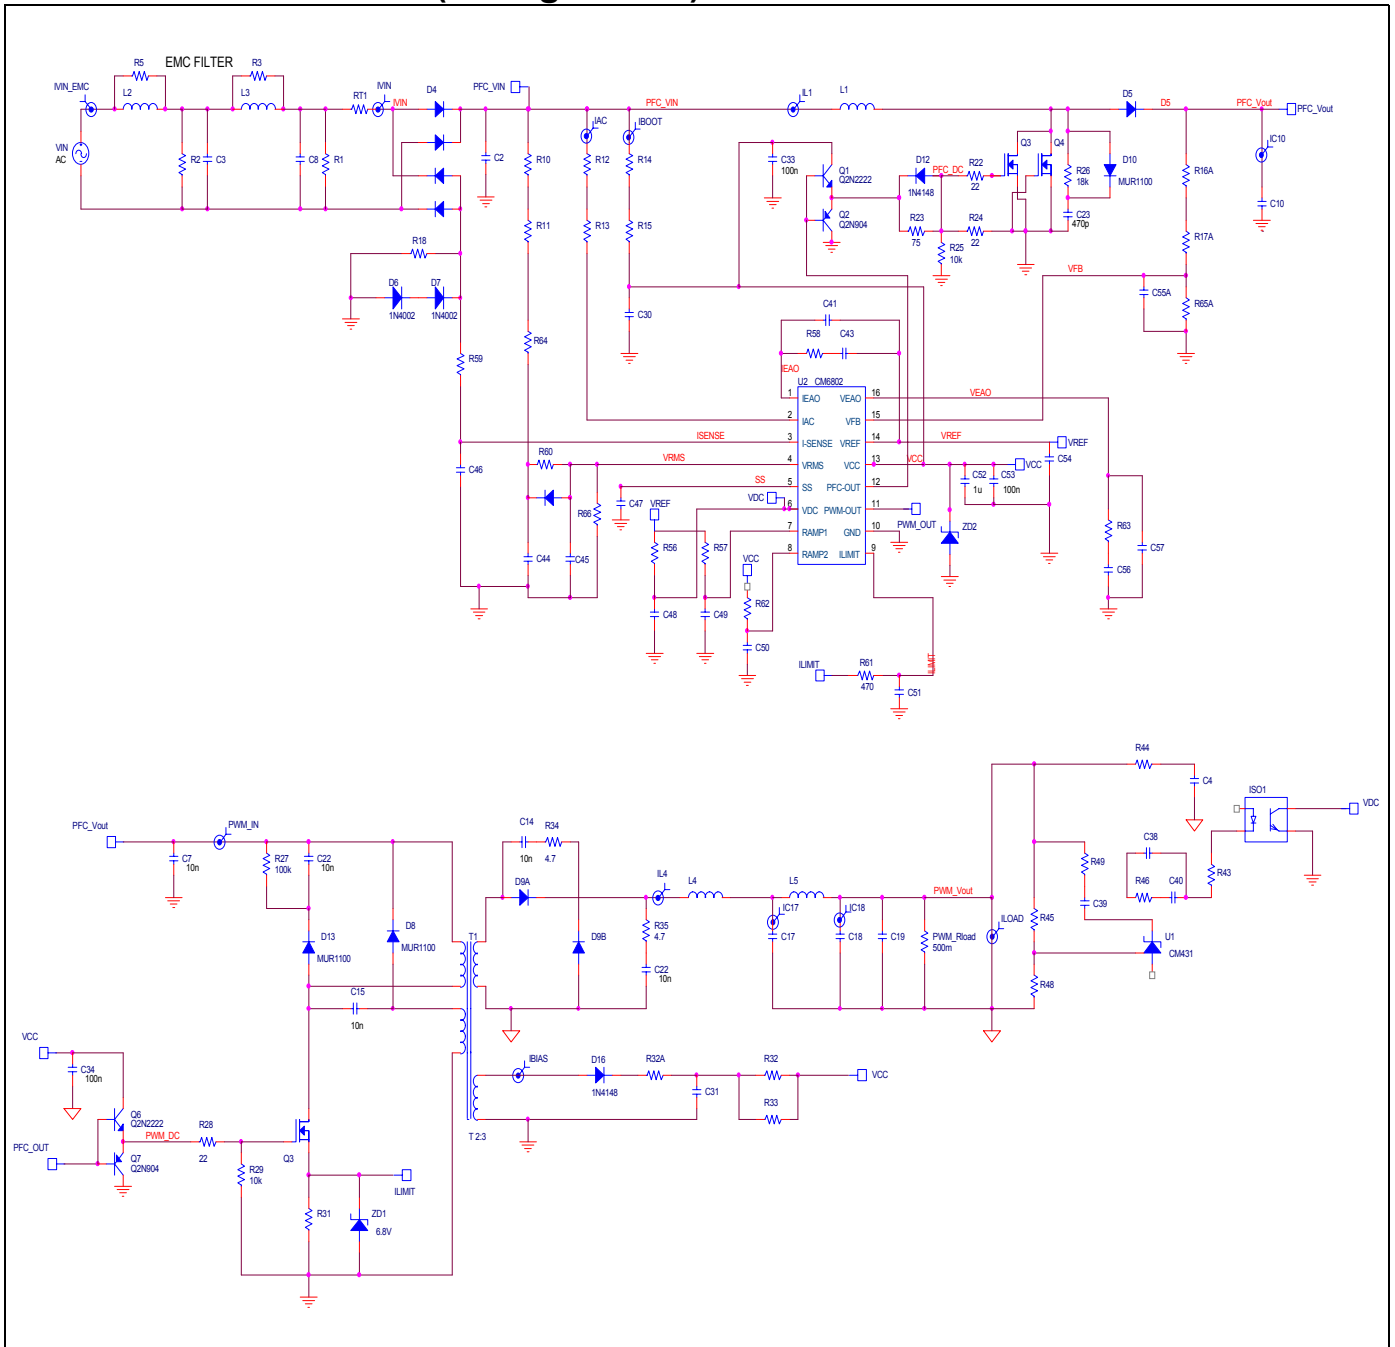 R5 EMC FILTER R3
IVIN_EMC L2 L3 RT1 IVIN D4 PFC_VIN IL1 L1 D5
IVIN PFC_VIN D5 PFC_Vout PFC_Vout
VIN
AC
R2 C3 C8 R1 C2 R10 IAC R12 IBOOT R14
C33
100n
Q1
Q2N2222
D12
1N4148
PFC_DC
R22
22
Q3 Q4
R26
18k
D10
MUR1100
R16A IC10 C10
R11 R13 R15
Q2
Q2N904
R23
75
R24
22
R25
10k
C23
470p
R17A
R18
D6 D7
1N4002 1N4002
C30
VFB
C55A R65A
C41
R58 C43
R59 R64
IEAO
U2 CM6802
1 IEAO VEAO 16 VEAO
2 IAC VFB 15
ISENSE 3 I-SENSE VREF 14 VREF VREF
VRMS 4 VRMS VCC 13 VCC VCC
SS 5 SS PFC-OUT 12
VDC 6 VDC PWM-OUT 11 PWM_OUT
7 RAMP1 GND 10
8 RAMP2 ILIMIT 9
C46 R60 R66 C47 VREF
C52
1u
C53
100n
C54
ZD2
C44 C45 R56 R57 VCC R62
R63 C57 C56
C48 C49 C50
ILIMIT R61
470
C51 ILIMIT
R44 C4 ISO1 VDC
PFC_Vout PWM_IN
C7
10n
R27
100k
C22
10n
C14
10n
R34
4.7
D9A
IL4 L4 L5 PWM_Vout
R49 C38 R46 C40 R43
C39
D13
MUR1100
D8
MUR1100
T1
D9B
R35
4.7
C22
10n
IC17 C17 IC18 C18 C19
PWM_Rload
500m
ILOAD R45
U1
CM431
R48
C15
10n
VCC
C34
100n
IBIAS D16
1N4148
R32A C31 R32 VCC
R33
T 2:3
Q6
Q2N2222
PWM_DC
R28
22
PFC_OUT
Q7
Q2N904
R29
10k
Q3
ILIMIT
R31
ZD1
6.8V